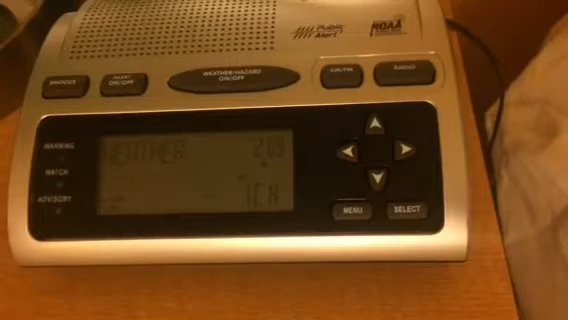 Public
Alert
NOAA
SNOOZE
ALERT
ON/OFF
WEATHER/HAZARD
ON/OFF
AM/FM
RADIO
WARNING
WATCH
ADVISORY
MENU
SELECT